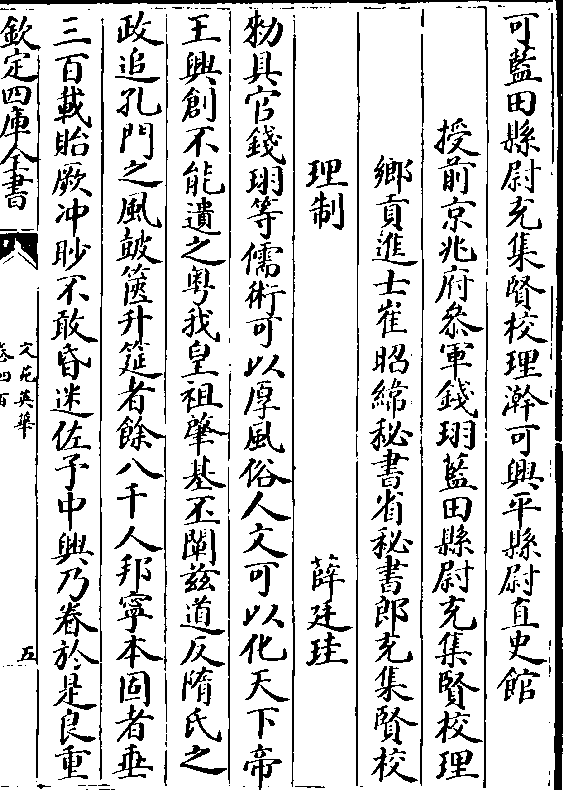 可藍田縣尉充集賢校理澣可興平縣尉直史館
授前京兆府叅軍錢珝藍田縣尉充集賢校理
鄉貢進士崔昭緯秘書省秘書郎充集賢校
理制 薛廷珪
勅具官錢珝等儒術可以厚風俗人文可以化天下帝
王興創不能遺之粤我皇祖肇基丕闡兹道反隋氏之
政追孔門之風皷篋升筵者餘八千人邦寧本固者垂
三百載貽厥冲眇不敢昏迷佐予中興乃眷於是良重
欽定四庫全書
文苑英華
卷四百
五